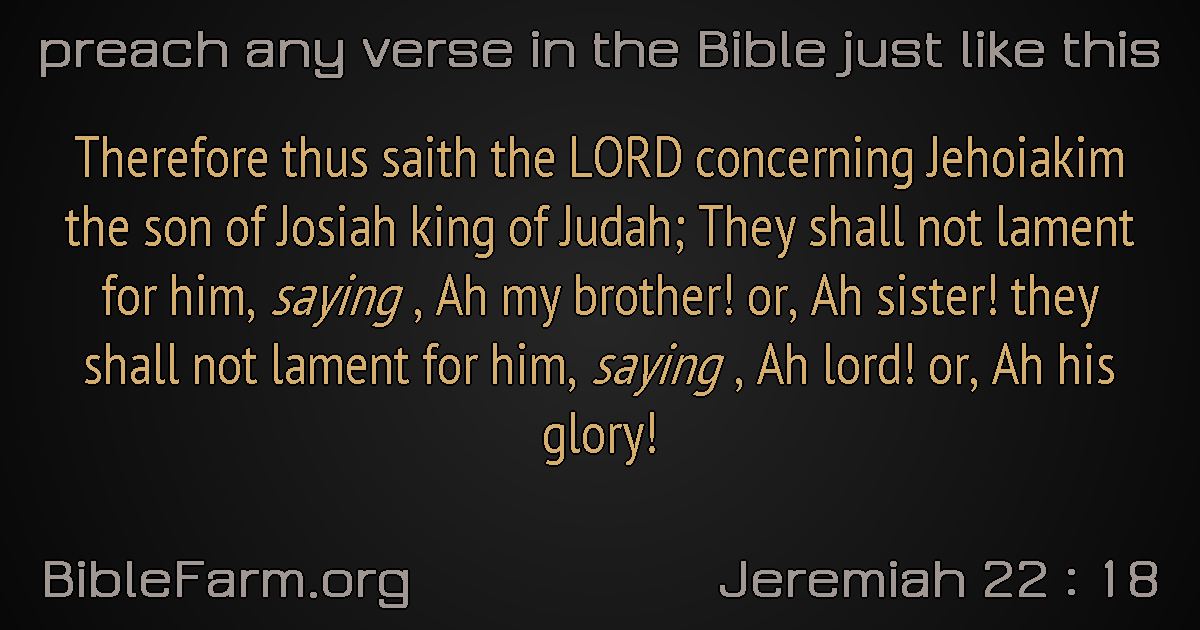 preach any verse in the Bible just like this
Therefore thus saith the LORD concerning Jehoiakim
the son of Josiah king of Judah; They shall not lament
for him, saying , Ah my brother! or, Ah sister! they
shall not lament for him, saying , Ah lord! or, Ah his
glory!
BibleFarm.org
Jeremiah 22 : 18